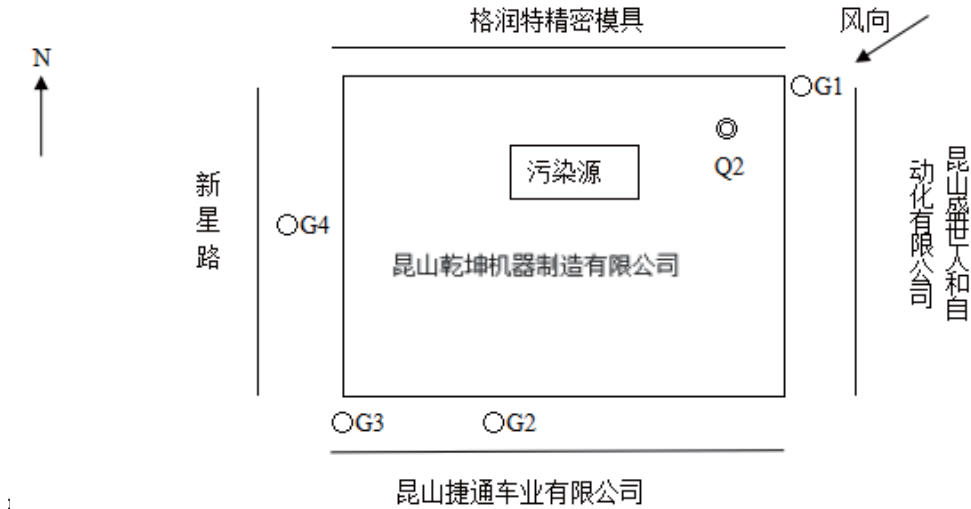 格润特精密模具
风向
N
G1
Q2
污染源
新星路
G4
昆山盛世人和自动化有限公司
昆山乾坤机器制造有限公司
G3
G2
昆山捷通车业有限公司